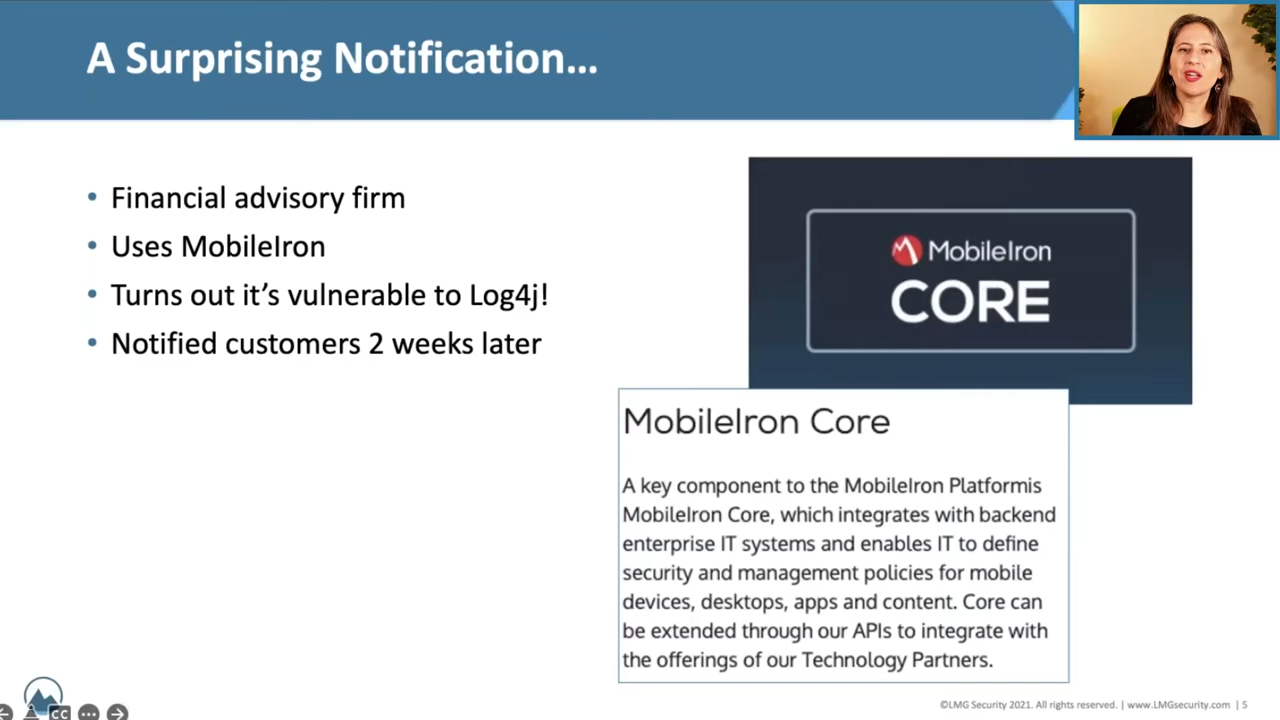 A Surprising Notification...
• Financial advisory firm
• Uses MobileIron
• Turns out it's vulnerable to Log4j!
• Notified customers 2 weeks later
MobileIron
CORE
MobileIron Core
A key component to the MobileIron Platformis
MobileIron Core, which integrates with backend
enterprise IT systems and enables IT to define
security and management policies for mobile
devices, desktops, apps and content. Core can
be extended through our APIs to integrate with
the offerings of our Technology Partners.
CC
©LMG Security 2021. All rights reserved. | www.LMGsecurity.com | 5